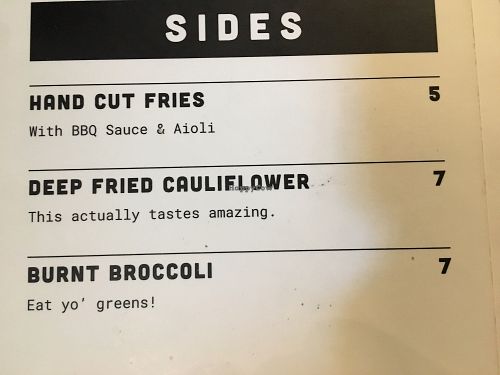 SIDES
HAND CUT FRIES 5
With BBQ Sauce & Aioli
DEEP FRIED CAULIFLOWER 7
HappyCow
This actually tastes amazing.
BURNT BROCCOLI 7
Eat yo' greens!